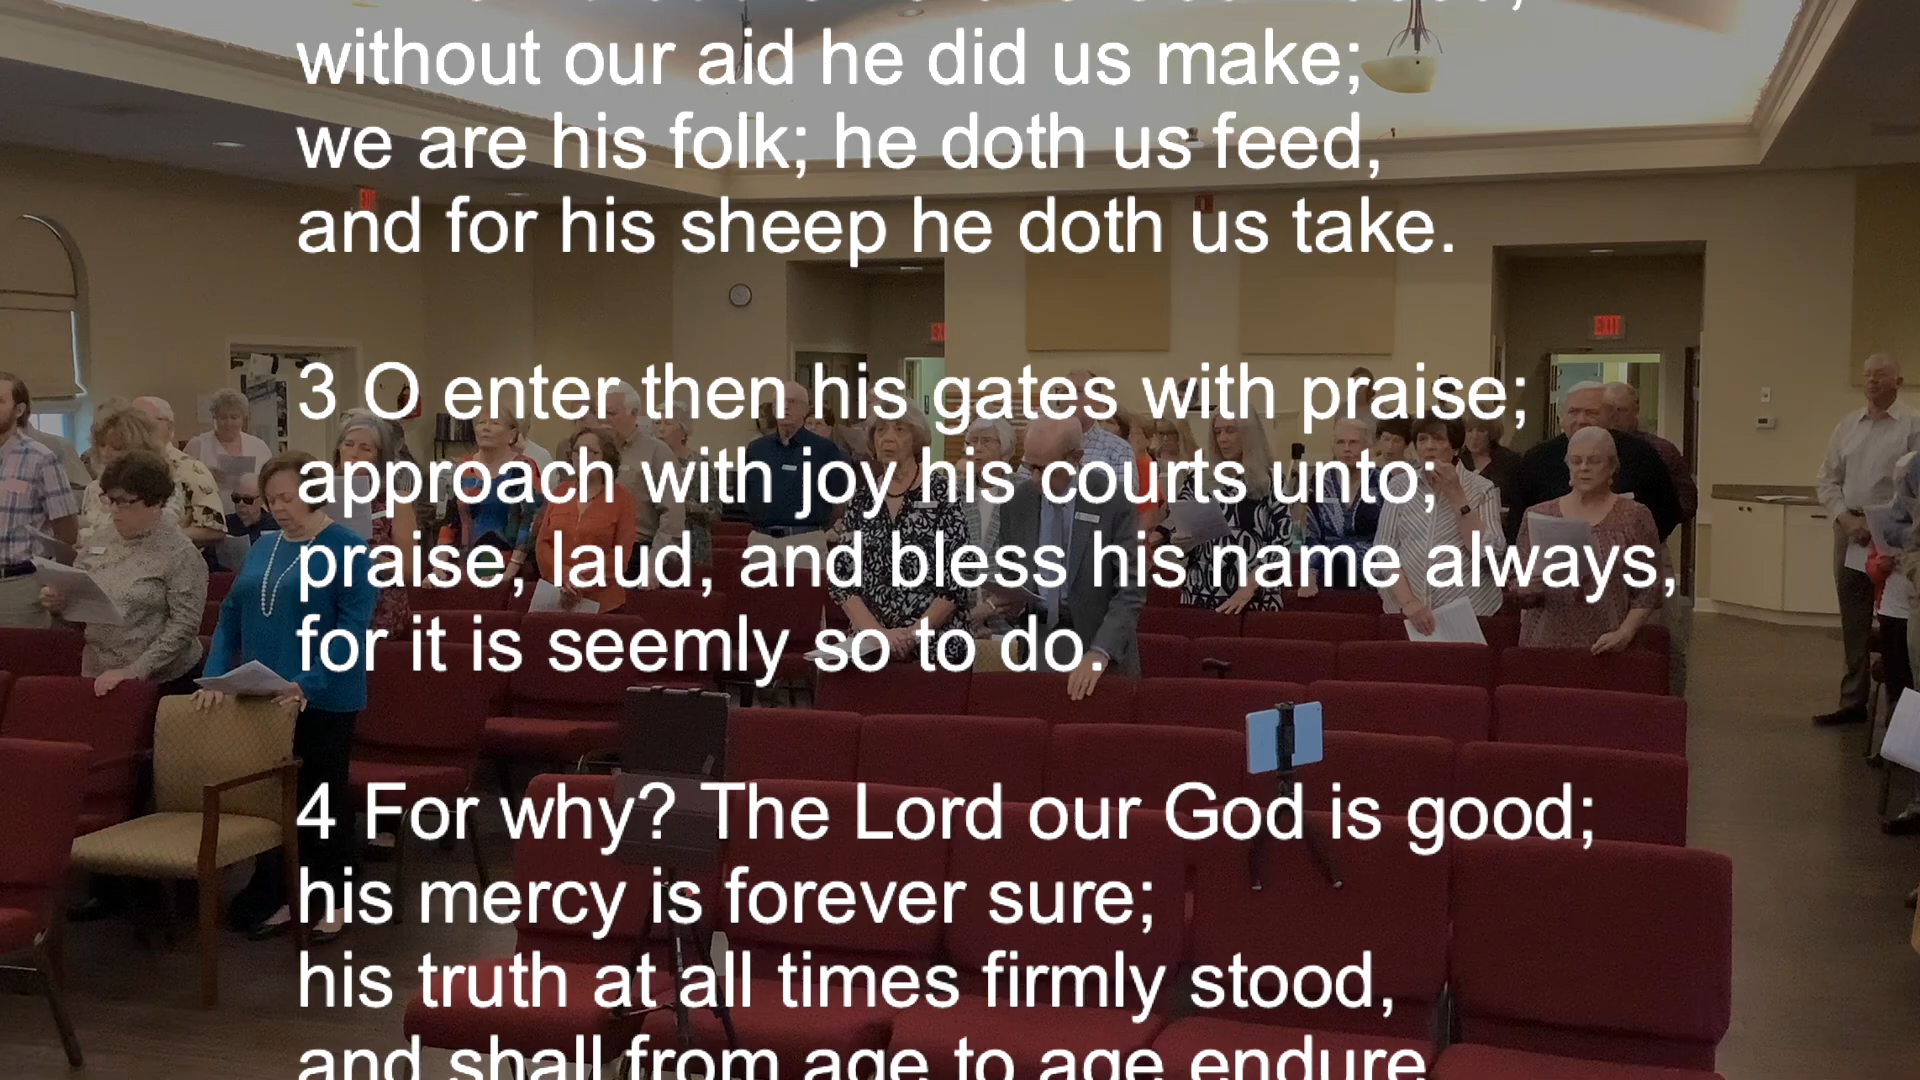 without our aid he did us make;
we are his folk; he doth us feed,
and for his sheep he doth us take.
3 O enter then his gates with praise;
approach with joy his courts unto;
praise, laud, and bless his name always,
for it is seemly so to do.
4 For why? The Lord our God is good;
his mercy is forever sure;
his truth at all times firmly stood,
and shall from age to age endure
EXIT